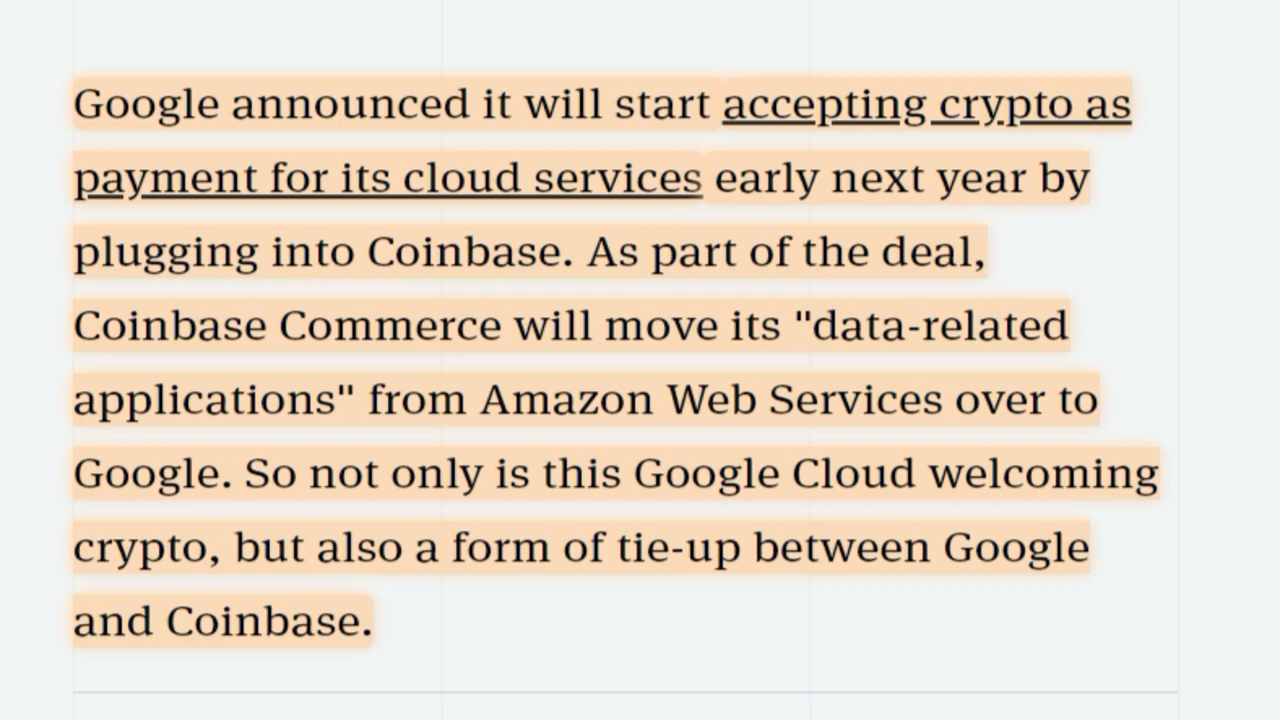 Google announced it will start accepting crypto as
payment for its cloud services early next year by
plugging into Coinbase. As part of the deal,
Coinbase Commerce will move its "data-related
applications" from Amazon Web Services over to
Google. So not only is this Google Cloud welcoming
crypto, but also a form of tie-up between Google
and Coinbase.